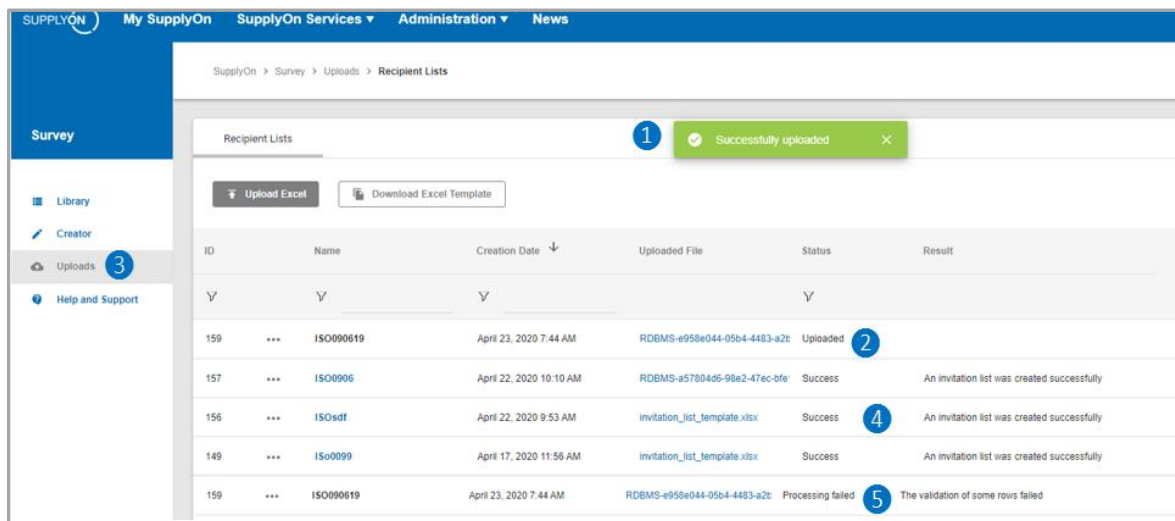 SUPPLYON My SupplyOn SupplyOn Services ▾ Administration ▾ News
SupplyOn > Survey > Uploads > Recipient Lists
Survey
Library
Creator
Uploads 3
Help and Support
Recipient Lists
1 Successfully uploaded ×
Upload Excel Download Excel Template
ID Name Creation Date Uploaded File Status Result
159 ••• ISO090619 April 23, 2020 7:44 AM RDBMS-e958e044-05b4-4483-a2b Uploaded 2
157 ••• ISO0906 April 22, 2020 10:10 AM RDBMS-a57804d6-98e2-47ec-bfe Success An invitation list was created successfully
156 ••• ISOsdf April 22, 2020 9:53 AM invitation_list_template.xlsx Success 4 An invitation list was created successfully
149 ••• ISo0099 April 17, 2020 11:56 AM invitation_list_template.xlsx Success An invitation list was created successfully
159 ••• ISO090619 April 23, 2020 7:44 AM RDBMS-e958e044-05b4-4483-a2b Processing failed 5 The validation of some rows failed